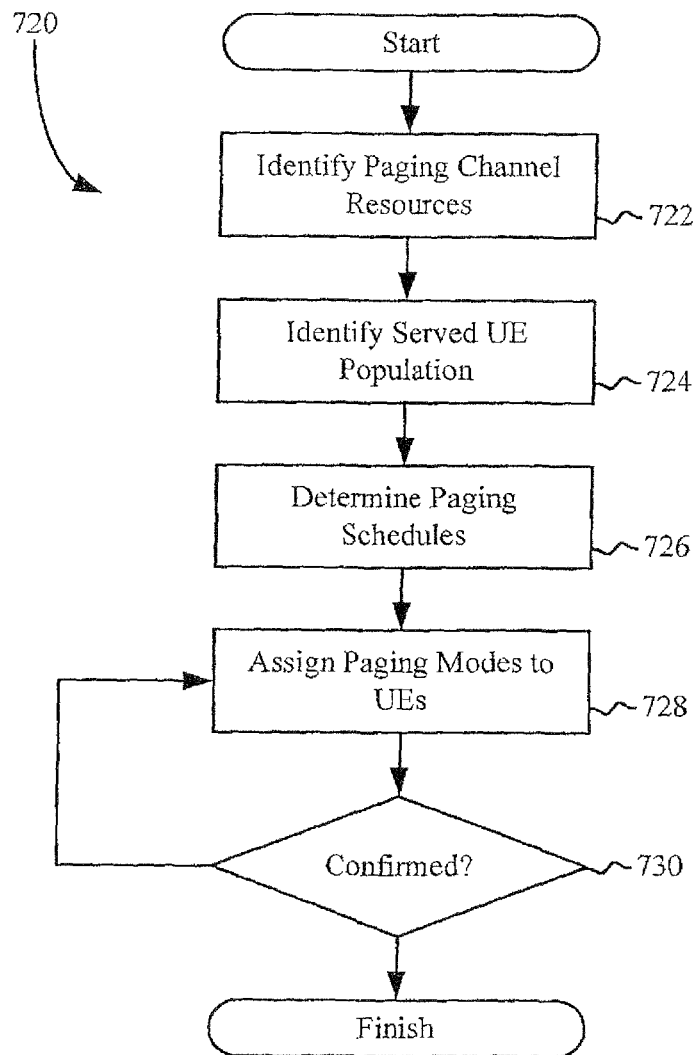 720
Start
Identify Paging Channel
Resources
722
Identify Served UE
Population
724
Determine Paging
Schedules
726
Assign Paging Modes to
UEs
728
Confirmed?
730
Finish